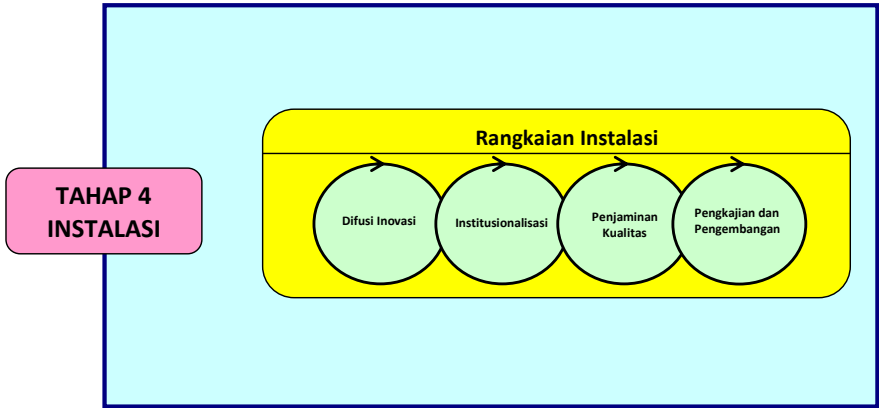 Rangkaian Instalasi
TAHAP 4
INSTALASI
Difusi Inovasi
Institusionalisasi
Penjaminan
Kualitas
Pengkajian dan
Pengembangan